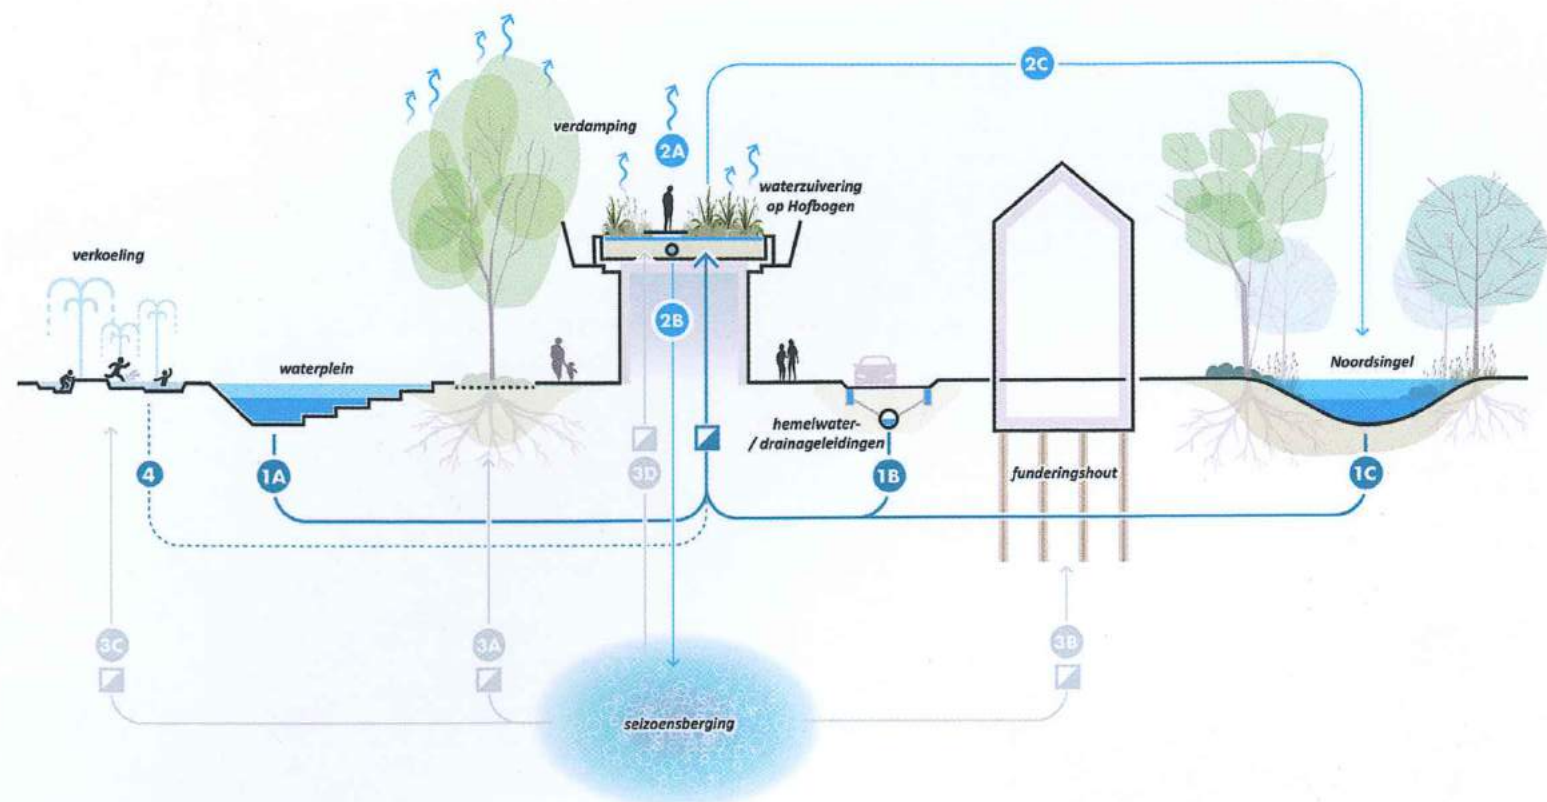 2C
verdamping
2A
waterzuivering
op Hofbogen
verkoeling
2B
waterplein
Noordsingel
hemelwater-
/ drainageleidingen
funderingshout
4
1A
3D
1B
1C
3C
3A
3B
seizoensberging